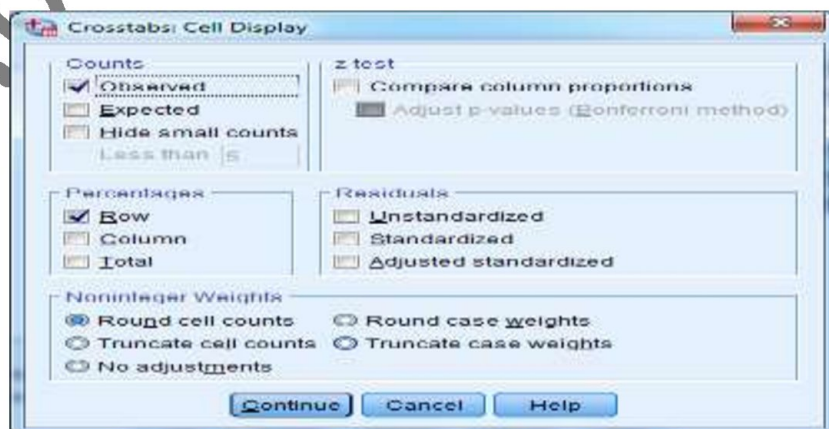 Crosstabs: Cell Display
Counts
Observed
Expected
Hide small counts
Less than 5
z test
Compare column proportions
Adjust p-values (Bonferroni method)
Percentages
Row
Column
Total
Residuals
Unstandardized
Standardized
Adjusted standardized
Noninteger Weights
Round cell counts
Round case weights
Truncate cell counts
Truncate case weights
No adjustments
Continue
Cancel
Help